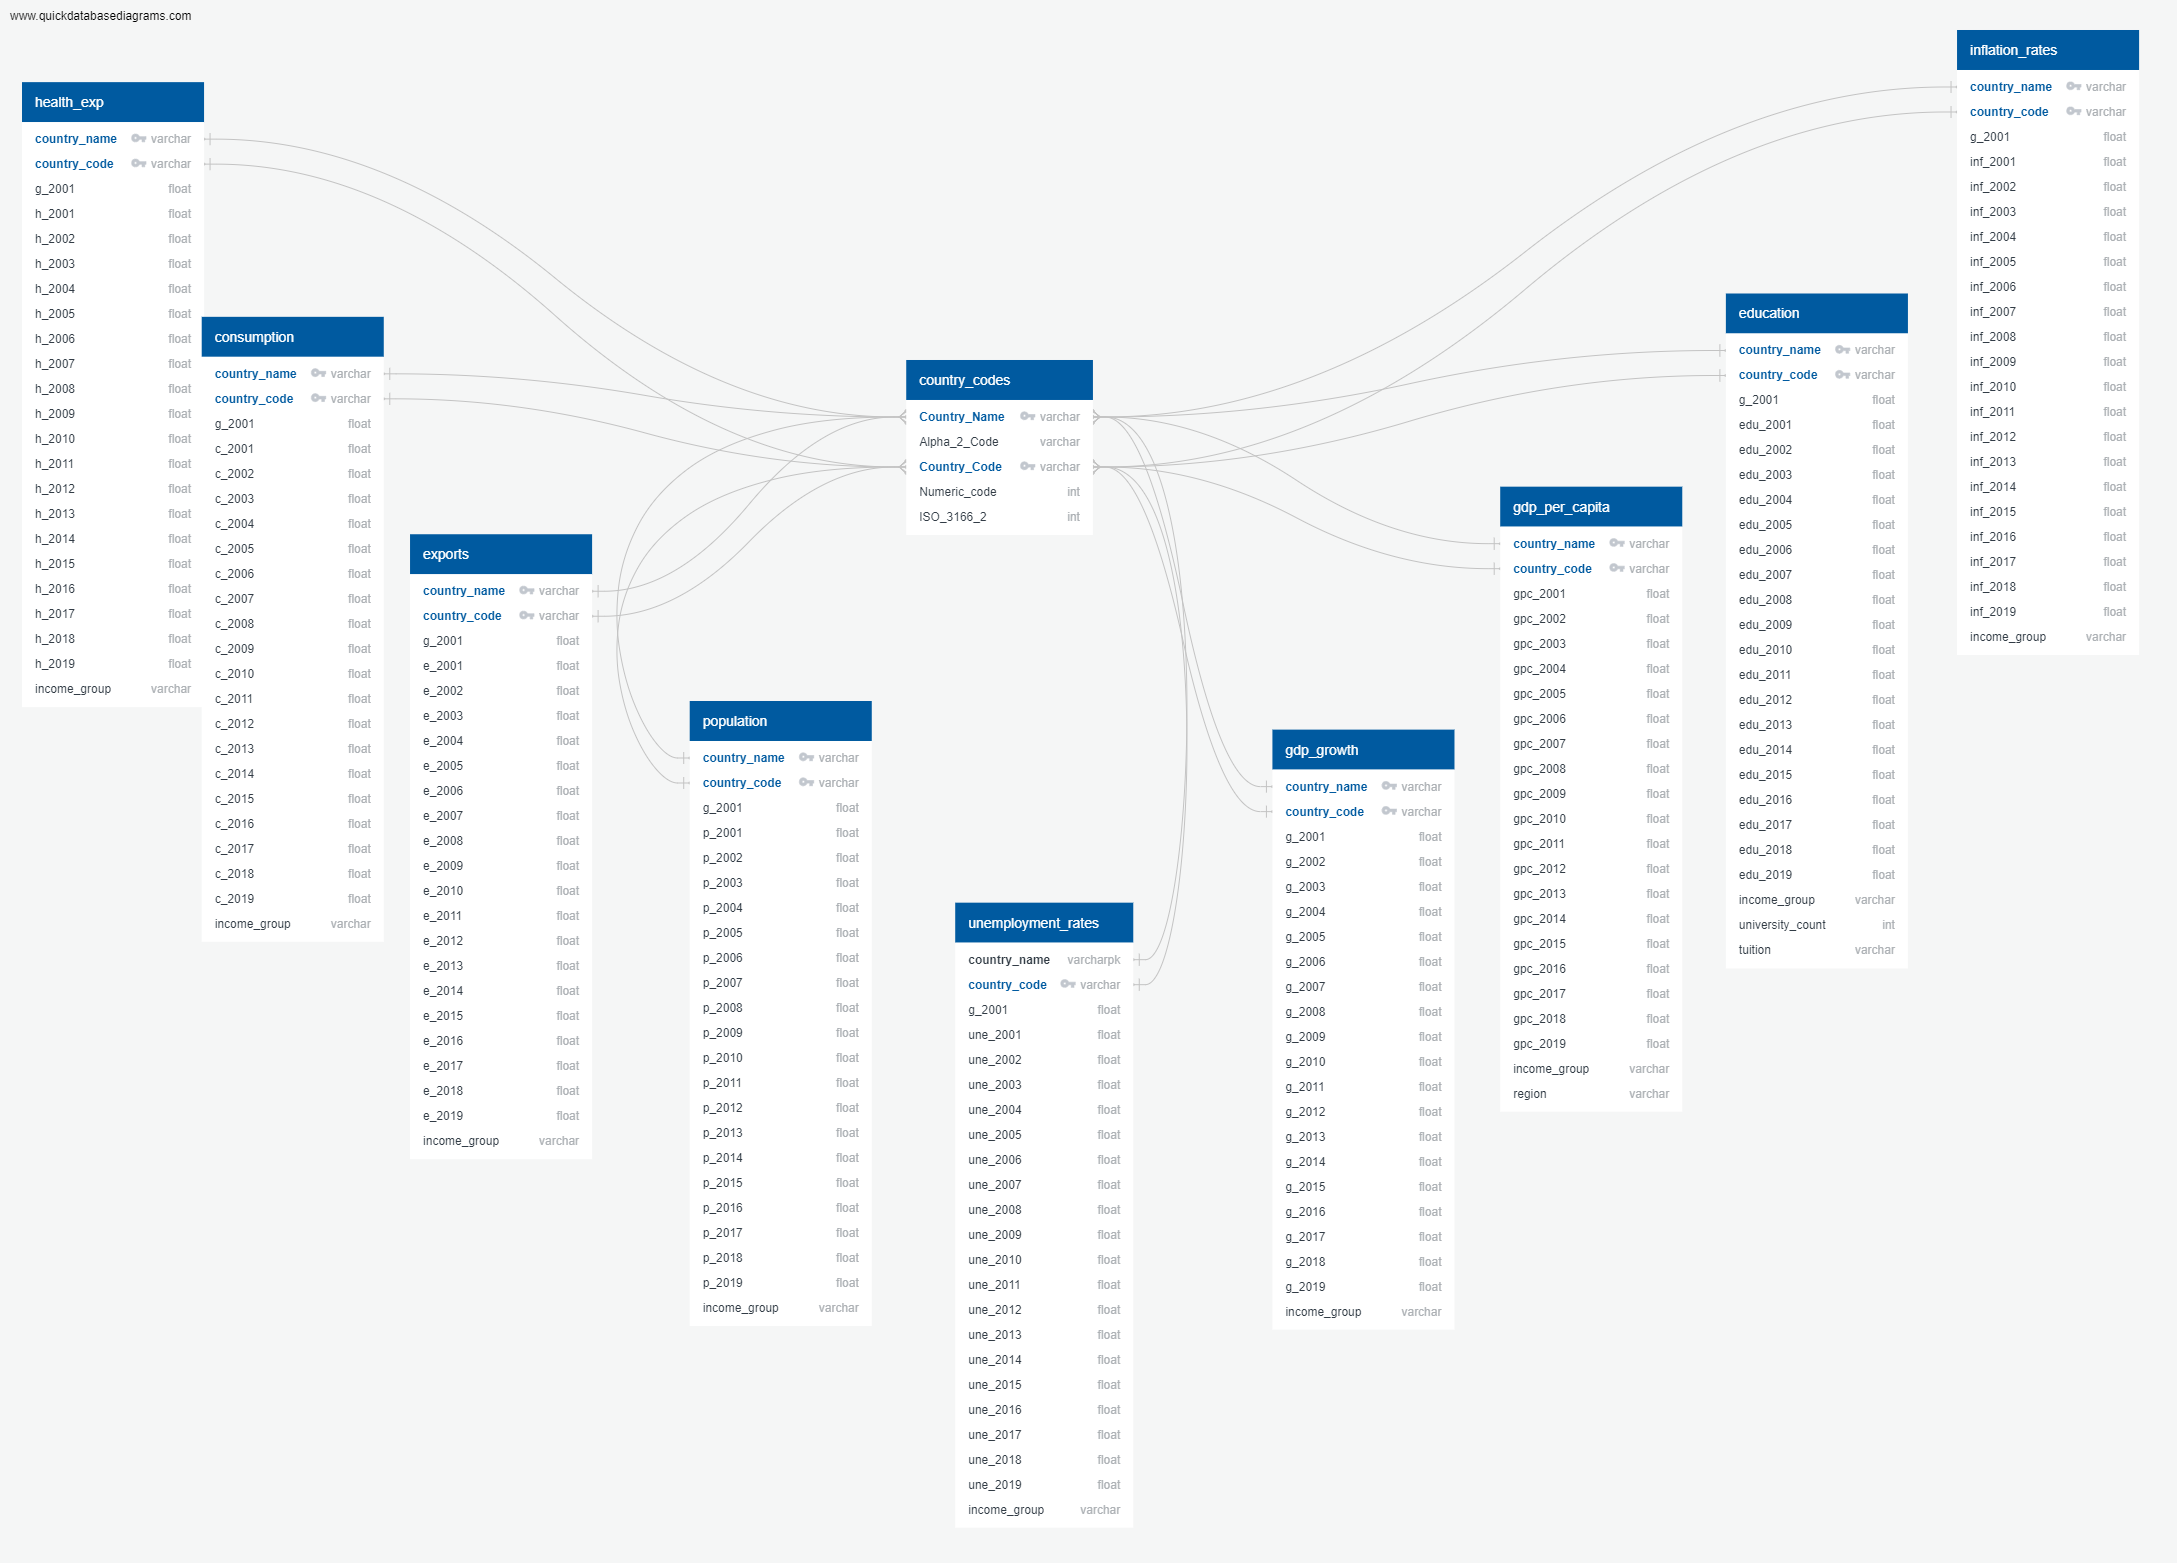 www.quickdatabasediagrams.com
health_exp
country_name varchar
country_code varchar
g_2001 float
h_2001 float
h_2002 float
h_2003 float
h_2004 float
h_2005 float
h_2006 float
h_2007 float
h_2008 float
h_2009 float
h_2010 float
h_2011 float
h_2012 float
h_2013 float
h_2014 float
h_2015 float
h_2016 float
h_2017 float
h_2018 float
h_2019 float
income_group varchar
consumption
country_name varchar
country_code varchar
g_2001 float
c_2001 float
c_2002 float
c_2003 float
c_2004 float
c_2005 float
c_2006 float
c_2007 float
c_2008 float
c_2009 float
c_2010 float
c_2011 float
c_2012 float
c_2013 float
c_2014 float
c_2015 float
c_2016 float
c_2017 float
c_2018 float
c_2019 float
income_group varchar
exports
country_name varchar
country_code varchar
g_2001 float
e_2001 float
e_2002 float
e_2003 float
e_2004 float
e_2005 float
e_2006 float
e_2007 float
e_2008 float
e_2009 float
e_2010 float
e_2011 float
e_2012 float
e_2013 float
e_2014 float
e_2015 float
e_2016 float
e_2017 float
e_2018 float
e_2019 float
income_group varchar
population
country_name varchar
country_code varchar
g_2001 float
p_2001 float
p_2002 float
p_2003 float
p_2004 float
p_2005 float
p_2006 float
p_2007 float
p_2008 float
p_2009 float
p_2010 float
p_2011 float
p_2012 float
p_2013 float
p_2014 float
p_2015 float
p_2016 float
p_2017 float
p_2018 float
p_2019 float
income_group varchar
country_codes
Country_Name varchar
Alpha_2_Code varchar
Country_Code varchar
Numeric_code int
ISO_3166_2 int
unemployment_rates
country_name varcharpk
country_code varchar
g_2001 float
une_2001 float
une_2002 float
une_2003 float
une_2004 float
une_2005 float
une_2006 float
une_2007 float
une_2008 float
une_2009 float
une_2010 float
une_2011 float
une_2012 float
une_2013 float
une_2014 float
une_2015 float
une_2016 float
une_2017 float
une_2018 float
une_2019 float
income_group varchar
gdp_growth
country_name varchar
country_code varchar
g_2001 float
g_2002 float
g_2003 float
g_2004 float
g_2005 float
g_2006 float
g_2007 float
g_2008 float
g_2009 float
g_2010 float
g_2011 float
g_2012 float
g_2013 float
g_2014 float
g_2015 float
g_2016 float
g_2017 float
g_2018 float
g_2019 float
income_group varchar
gdp_per_capita
country_name varchar
country_code varchar
gpc_2001 float
gpc_2002 float
gpc_2003 float
gpc_2004 float
gpc_2005 float
gpc_2006 float
gpc_2007 float
gpc_2008 float
gpc_2009 float
gpc_2010 float
gpc_2011 float
gpc_2012 float
gpc_2013 float
gpc_2014 float
gpc_2015 float
gpc_2016 float
gpc_2017 float
gpc_2018 float
gpc_2019 float
income_group varchar
region varchar
education
country_name varchar
country_code varchar
g_2001 float
edu_2001 float
edu_2002 float
edu_2003 float
edu_2004 float
edu_2005 float
edu_2006 float
edu_2007 float
edu_2008 float
edu_2009 float
edu_2010 float
edu_2011 float
edu_2012 float
edu_2013 float
edu_2014 float
edu_2015 float
edu_2016 float
edu_2017 float
edu_2018 float
edu_2019 float
income_group varchar
university_count int
tuition varchar
inflation_rates
country_name varchar
country_code varchar
g_2001 float
inf_2001 float
inf_2002 float
inf_2003 float
inf_2004 float
inf_2005 float
inf_2006 float
inf_2007 float
inf_2008 float
inf_2009 float
inf_2010 float
inf_2011 float
inf_2012 float
inf_2013 float
inf_2014 float
inf_2015 float
inf_2016 float
inf_2017 float
inf_2018 float
inf_2019 float
income_group varchar